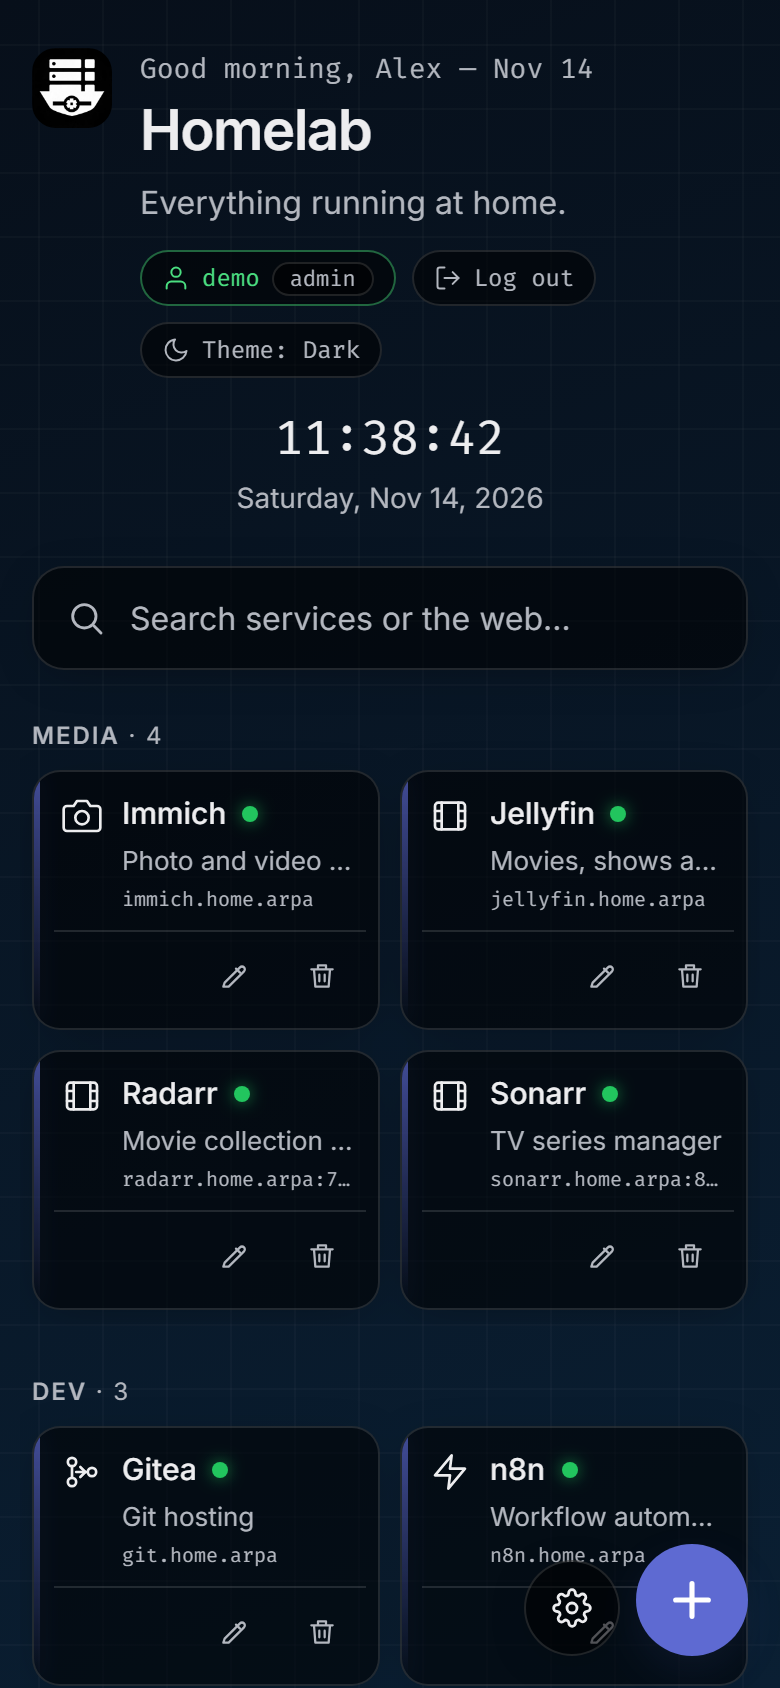 Good morning, Alex — Nov 14
Homelab
Everything running at home.
demo admin
Log out
Theme: Dark
11:38:42
Saturday, Nov 14, 2026
Search services or the web...
MEDIA · 4
Immich
Photo and video ...
immich.home.arpa
Jellyfin
Movies, shows a...
jellyfin.home.arpa
Radarr
Movie collection ...
radarr.home.arpa:7…
Sonarr
TV series manager
sonarr.home.arpa:8…
DEV · 3
Gitea
Git hosting
git.home.arpa
n8n
Workflow autom...
n8n.home.arpa